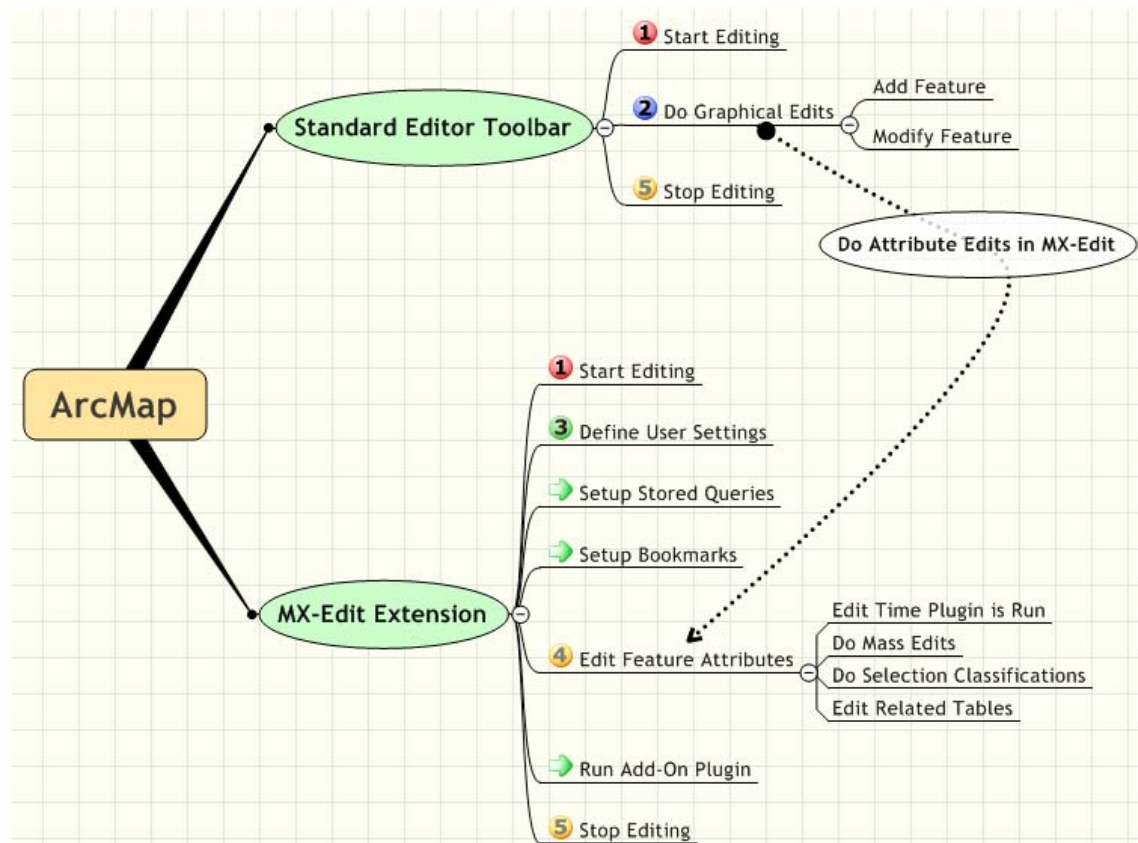 1 Start Editing
Add Feature
Standard Editor Toolbar
2 Do Graphical Edits
Modify Feature
5 Stop Editing
Do Attribute Edits in MX-Edit
ArcMap
1 Start Editing
3 Define User Settings
Setup Stored Queries
Setup Bookmarks
MX-Edit Extension
4 Edit Feature Attributes
Edit Time Plugin is Run
Do Mass Edits
Do Selection Classifications
Edit Related Tables
Run Add-On Plugin
5 Stop Editing